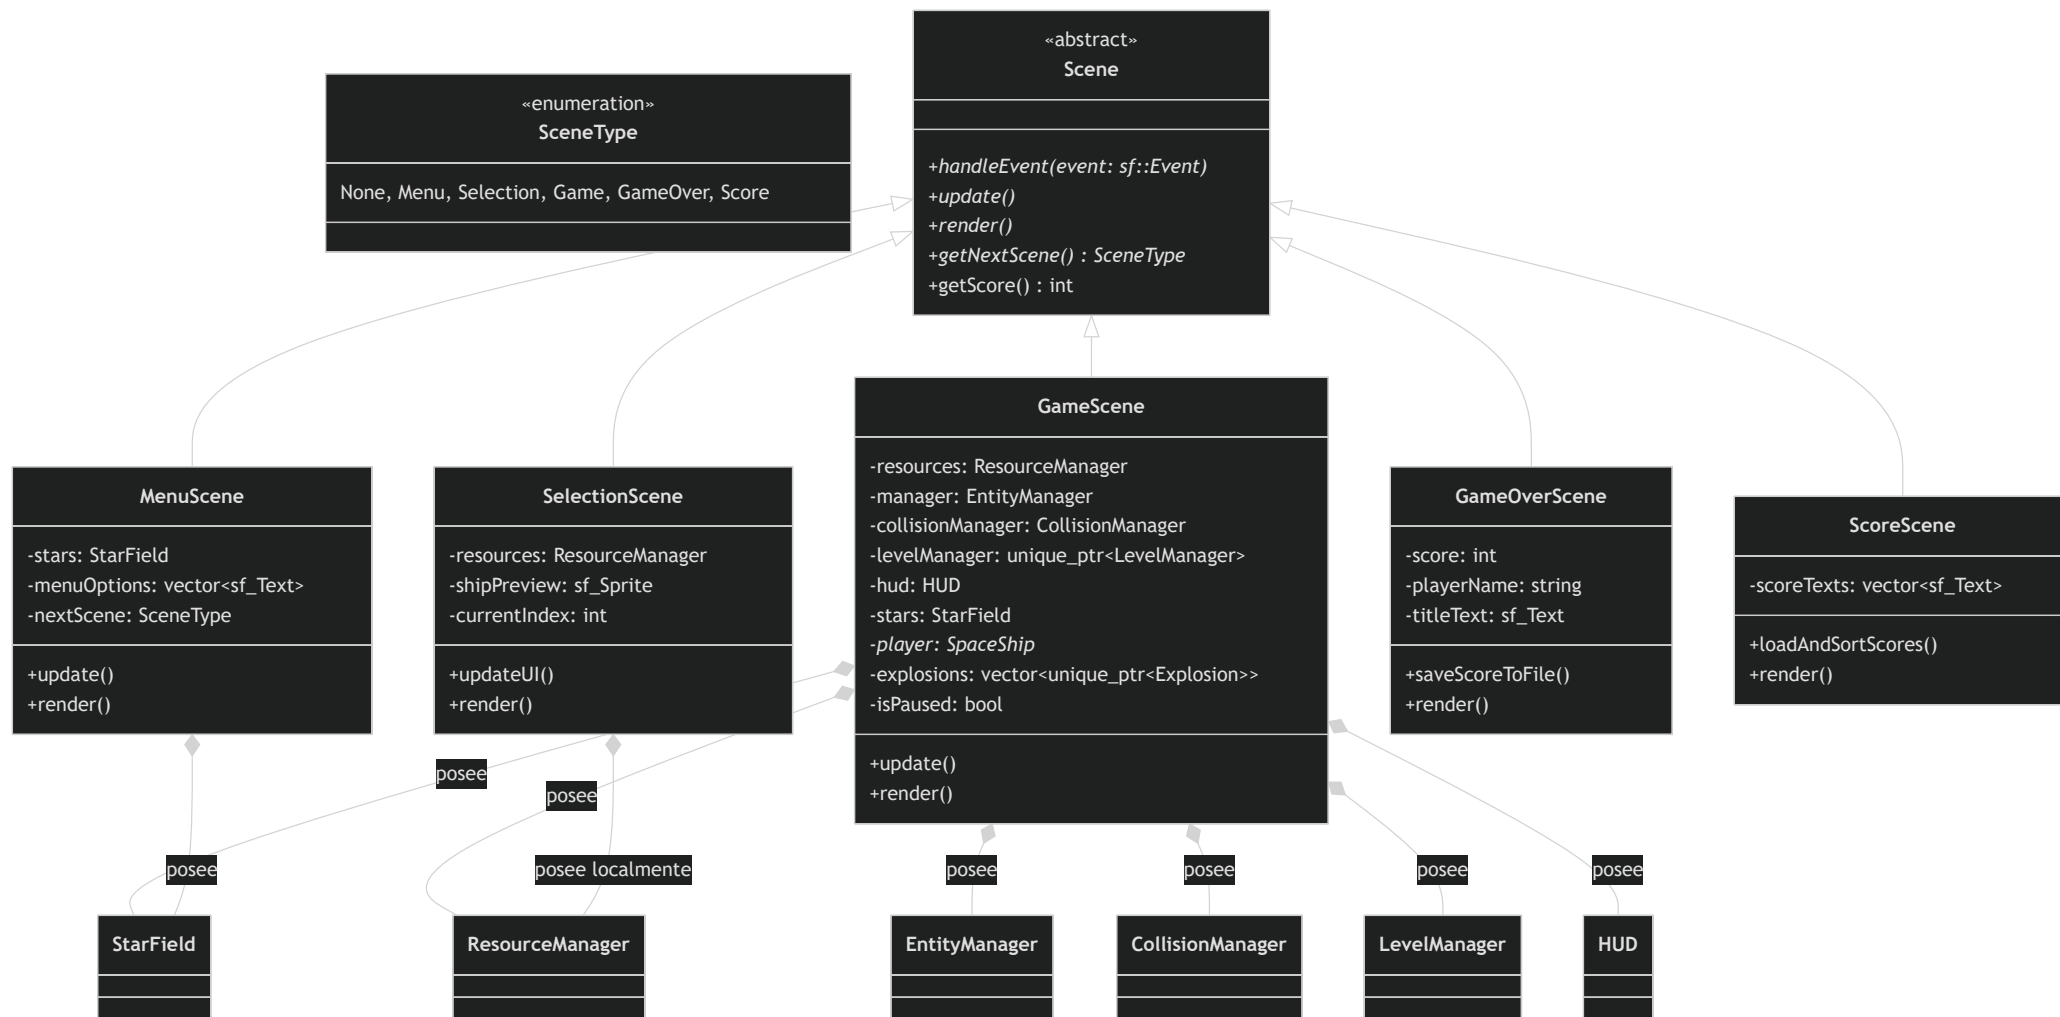 «abstract»
Scene
+handleEvent(event: sf::Event)
+update()
+render()
+getNextScene() : SceneType
+getScore() : int
«enumeration»
SceneType
None, Menu, Selection, Game, GameOver, Score
MenuScene
-stars: StarField
-menuOptions: vector<sf_Text>
-nextScene: SceneType
+update()
+render()
SelectionScene
-resources: ResourceManager
-shipPreview: sf_Sprite
-currentIndex: int
+updateUI()
+render()
GameScene
-resources: ResourceManager
-manager: EntityManager
-collisionManager: CollisionManager
-levelManager: unique_ptr<LevelManager>
-hud: HUD
-stars: StarField
-player: SpaceShip
-explosions: vector<unique_ptr<Explosion>>
-isPaused: bool
+update()
+render()
GameOverScene
-score: int
-playerName: string
-titleText: sf_Text
+saveScoreToFile()
+render()
ScoreScene
-scoreTexts: vector<sf_Text>
+loadAndSortScores()
+render()
posee
posee
posee
posee localmente
posee
posee
posee
posee
StarField
ResourceManager
EntityManager
CollisionManager
LevelManager
HUD